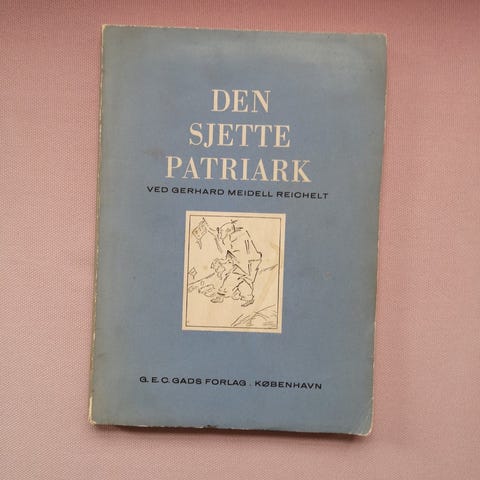 DEN
SJETTE
PATRIARK
VED GERHARD MEIDELL REICHELT
G. E. C. GADS FORLAG . KØBENHAVN